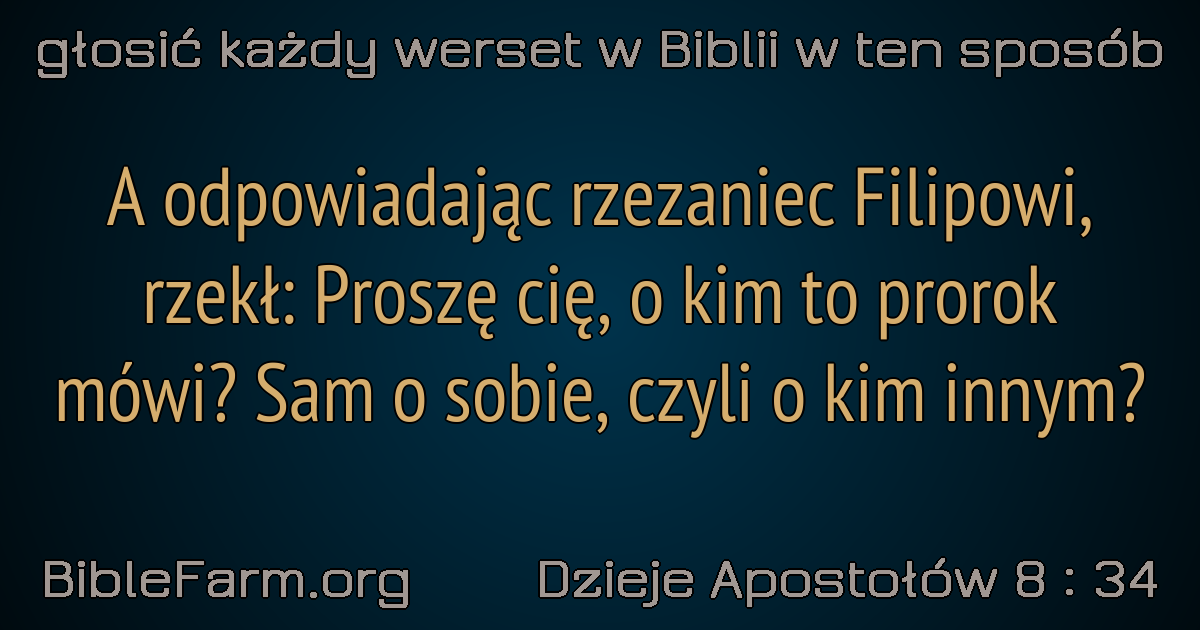 głosić każdy werset w Biblii w ten sposób
A odpowiadając rzezaniec Filipowi,
rzekł: Proszę cię, o kim to prorok
mówi? Sam o sobie, czyli o kim innym?
BibleFarm.org
Dzieje Apostołów 8 : 34